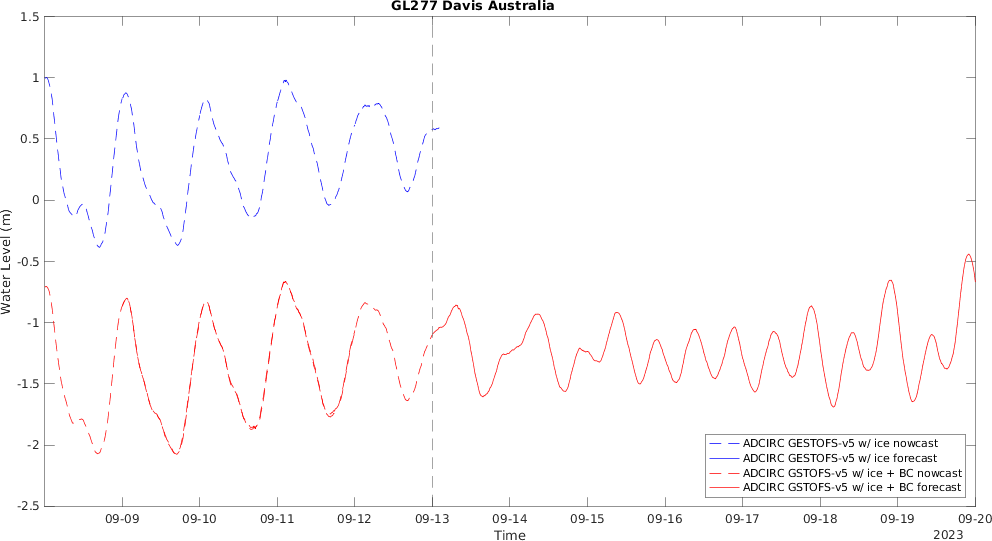 GL277 Davis Australia
1.5
1
0.5
0
-0.5
-1
-1.5
-2
-2.5
Water Level (m)
ADCIRC GESTOFS-v5 w/ ice nowcast
ADCIRC GESTOFS-v5 w/ ice forecast
ADCIRC GSTOFS-v5 w/ ice + BC nowcast
ADCIRC GSTOFS-v5 w/ ice + BC forecast
09-09 09-10 09-11 09-12 09-13 09-14 09-15 09-16 09-17 09-18 09-19 09-20
Time
2023